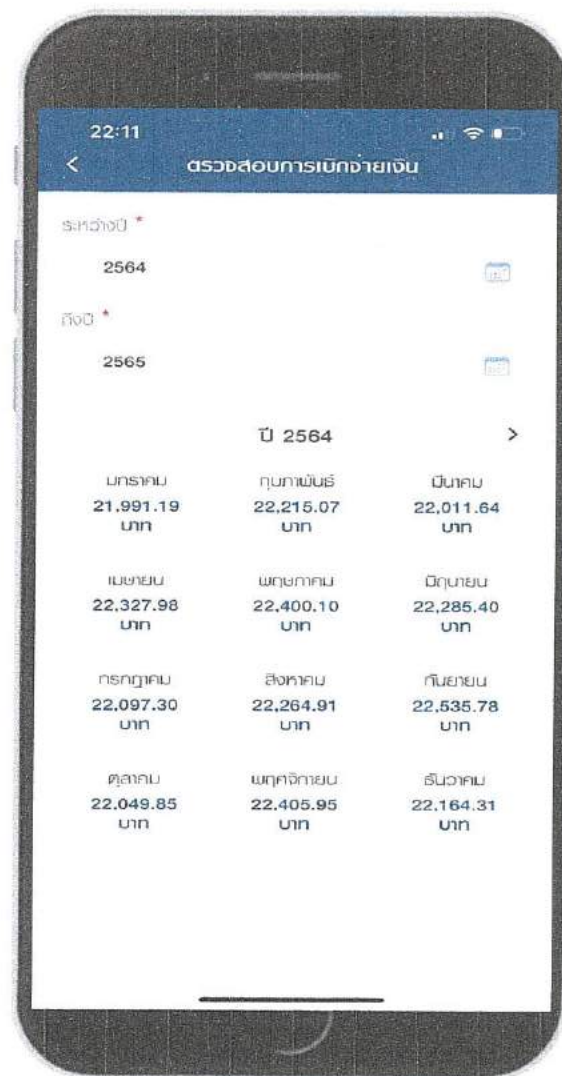 22:11
ตรวจสอบการเบิกจ่ายเงิน
ระหว่างปี *
2564
ถึงปี *
2565
ปี 2564
มกราคม กุมภาพันธ์ มีนาคม
21,991.19 22,215.07 22,011.64
บาท บาท บาท
เมษายน พฤษภาคม มิถุนายน
22,327.98 22,400.10 22,285.40
บาท บาท บาท
กรกฎาคม สิงหาคม กันยายน
22,097.30 22,264.91 22,535.78
บาท บาท บาท
ตุลาคม พฤศจิกายน ธันวาคม
22,049.85 22,405.95 22,164.31
บาท บาท บาท